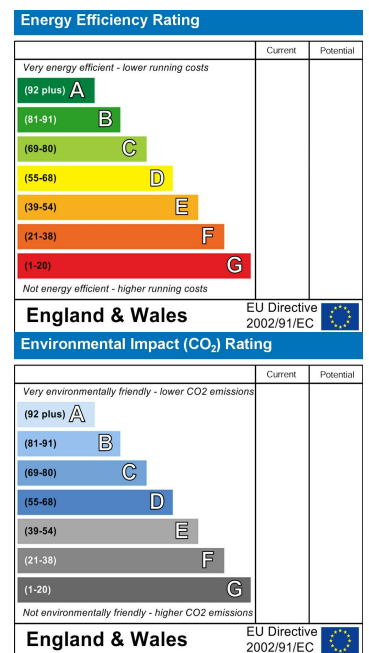 Energy Efficiency Rating
Current Potential
Very energy efficient - lower running costs
(92 plus) A
(81-91) B
(69-80) C
(55-68) D
(39-54) E
(21-38) F
(1-20) G
Not energy efficient - higher running costs
England & Wales
EU Directive
2002/91/EC
Environmental Impact (CO₂) Rating
Current Potential
Very environmentally friendly - lower CO2 emissions
(92 plus) A
(81-91) B
(69-80) C
(55-68) D
(39-54) E
(21-38) F
(1-20) G
Not environmentally friendly - higher CO2 emissions
England & Wales
EU Directive
2002/91/EC